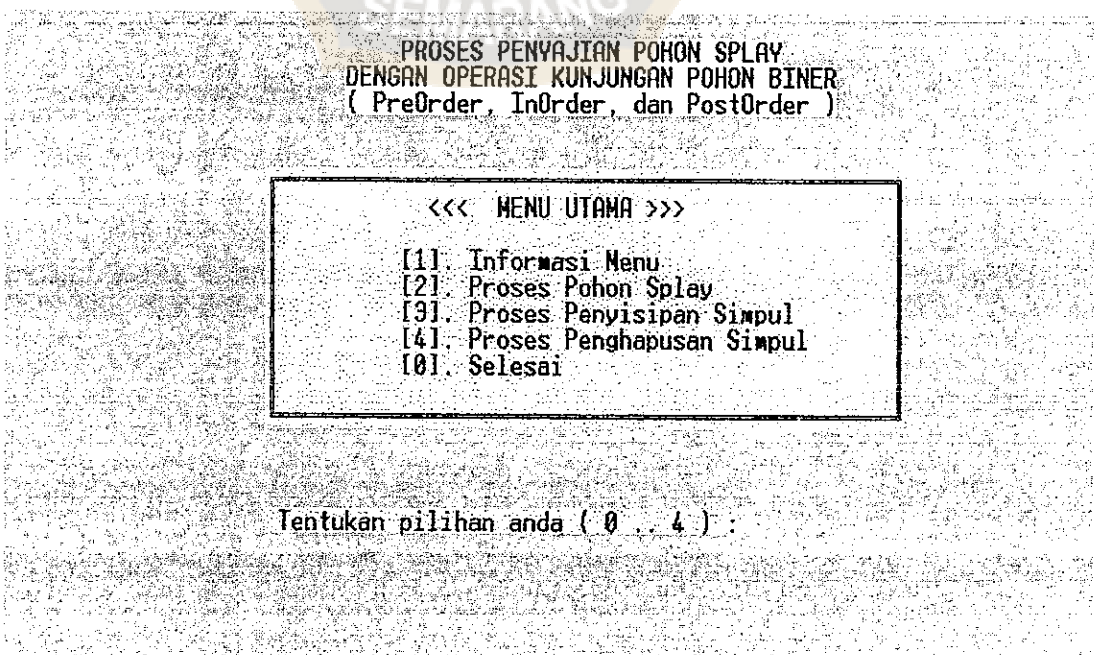 SEMARANG
PROSES PENYAJIAN POHON SPLAY
DENGAN OPERASI KUNJUNGAN POHON BINER
( PreOrder, InOrder, dan PostOrder )
<<< MENU UTAMA >>>
[1]. Informasi Menu
[2]. Proses Pohon Splay
[3]. Proses Penyisipan Simpul
[4]. Proses Penghapusan Simpul
[0]. Selesai
Tentukan pilihan anda ( 0 .. 4 ) :